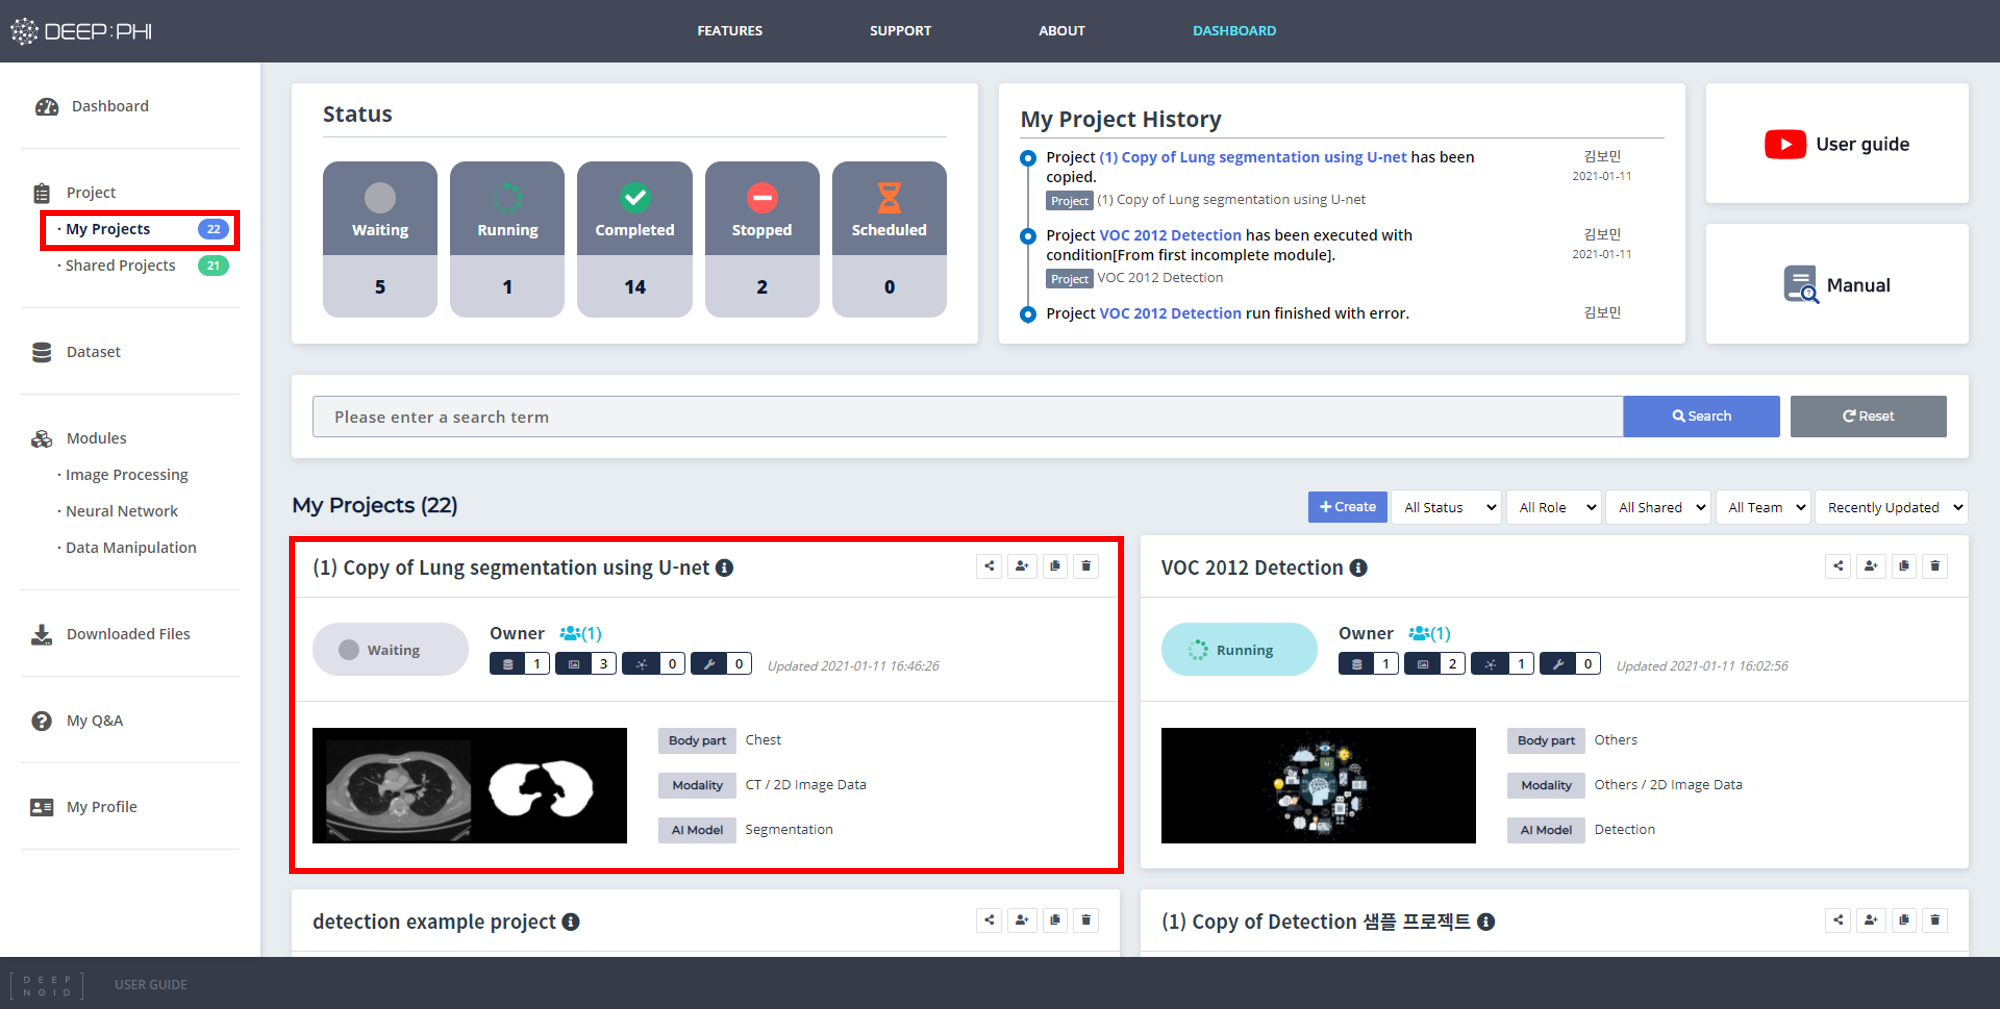 DEEP:PHI
FEATURES
SUPPORT
ABOUT
DASHBOARD
Dashboard
Project
· My Projects 22
· Shared Projects 21
Dataset
Modules
· Image Processing
· Neural Network
· Data Manipulation
Downloaded Files
My Q&A
My Profile
Status
Waiting
5
Running
1
Completed
14
Stopped
2
Scheduled
0
My Project History
Project (1) Copy of Lung segmentation using U-net has been
copied.
Project (1) Copy of Lung segmentation using U-net
김보민
2021-01-11
Project VOC 2012 Detection has been executed with
condition[From first incomplete module].
Project VOC 2012 Detection
김보민
2021-01-11
Project VOC 2012 Detection run finished with error.
김보민
User guide
Manual
Please enter a search term
Search
Reset
My Projects (22)
+ Create
All Status
All Role
All Shared
All Team
Recently Updated
(1) Copy of Lung segmentation using U-net
Waiting
Owner (1)
1 3 0 0
Updated 2021-01-11 16:46:26
Body part Chest
Modality CT / 2D Image Data
AI Model Segmentation
VOC 2012 Detection
Running
Owner (1)
1 2 1 0
Updated 2021-01-11 16:02:56
Body part Others
Modality Others / 2D Image Data
AI Model Detection
detection example project
(1) Copy of Detection 샘플 프로젝트
DEEP
NOID
USER GUIDE